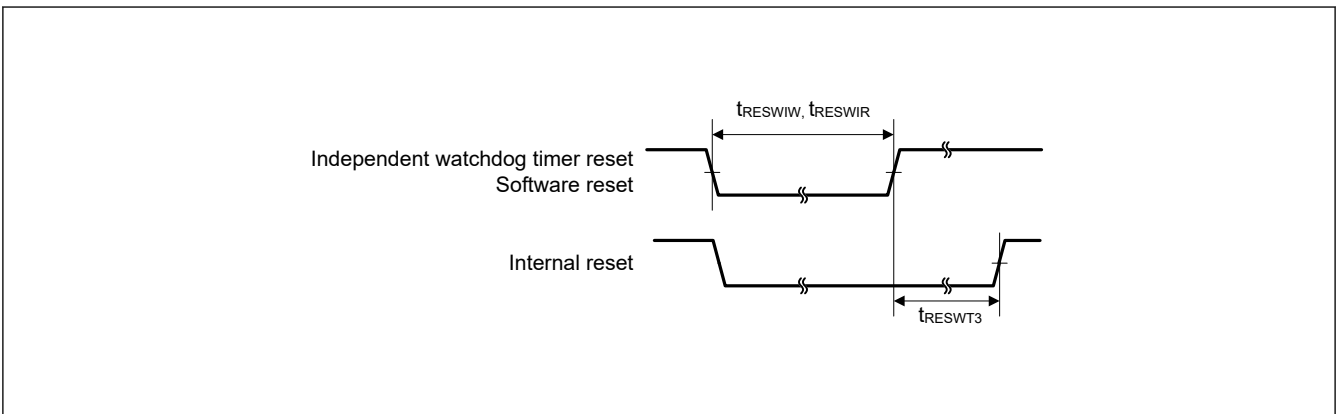 tRESWIW, tRESWIR
Independent watchdog timer reset
Software reset
Internal reset
tRESWT3